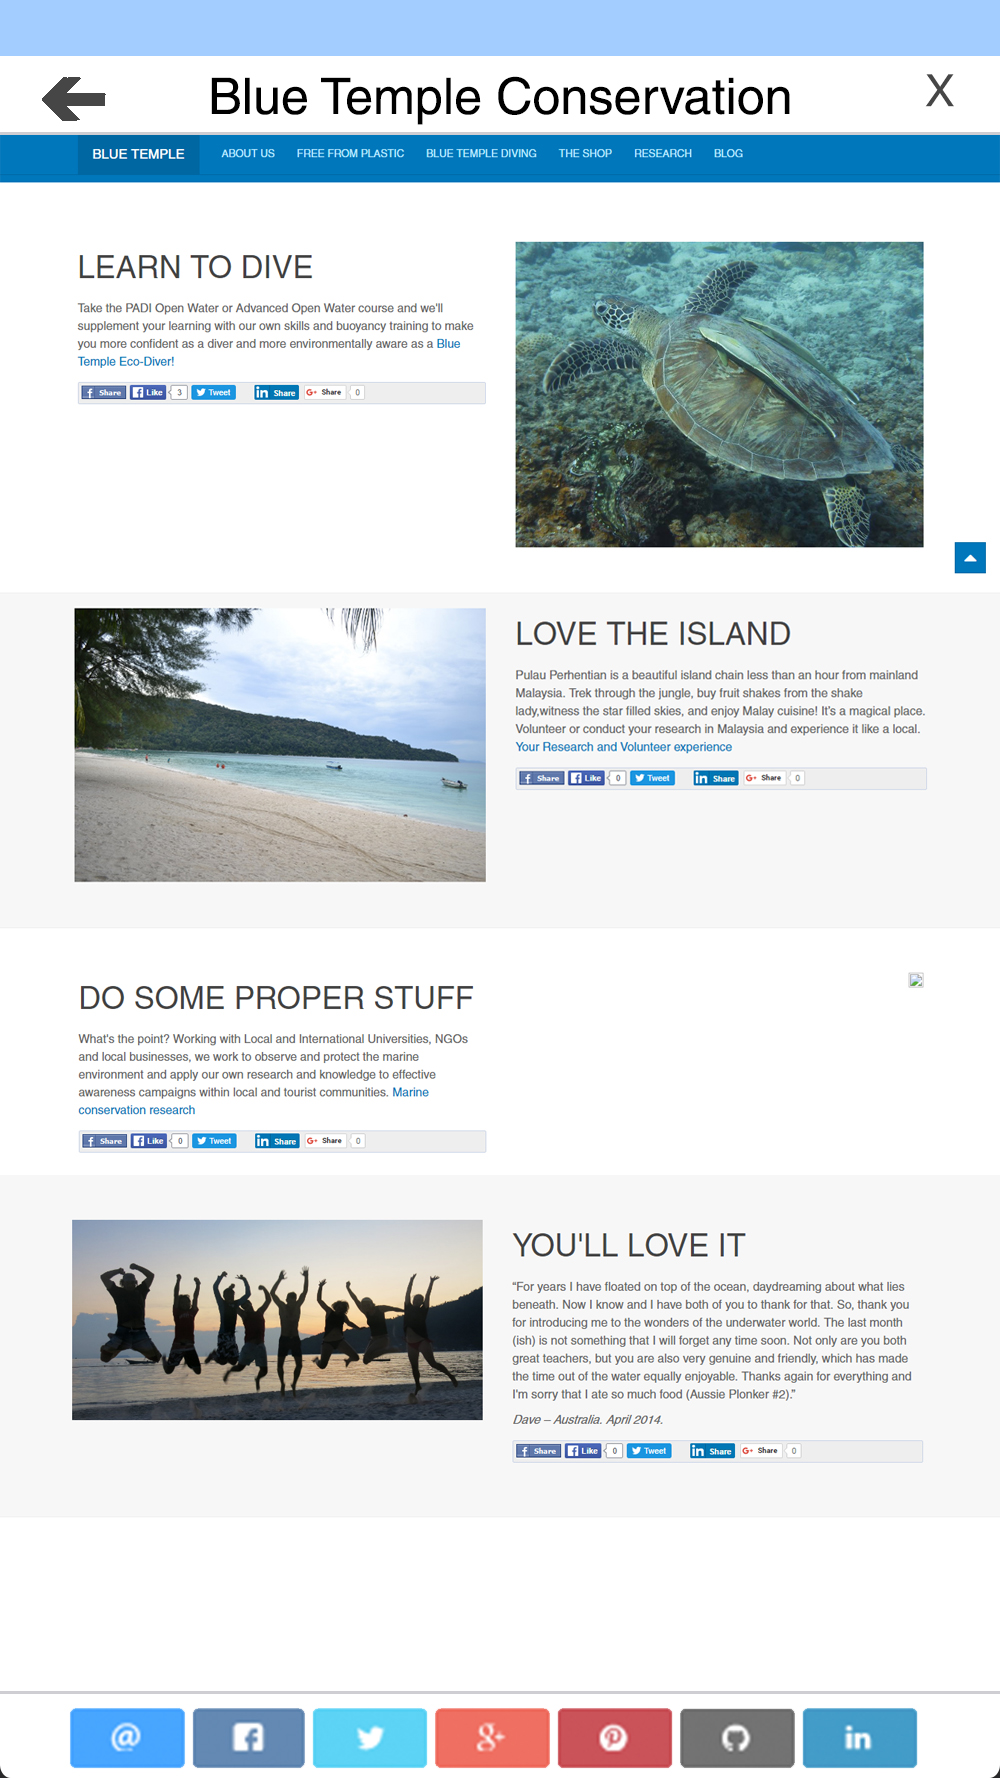 Blue Temple Conservation
X
BLUE TEMPLE ABOUT US FREE FROM PLASTIC BLUE TEMPLE DIVING THE SHOP RESEARCH BLOG
LEARN TO DIVE
Take the PADI Open Water or Advanced Open Water course and we'll
supplement your learning with our own skills and buoyancy training to make
you more confident as a diver and more environmentally aware as a Blue
Temple Eco-Diver!
Share Like 3 Tweet Share Share 0
LOVE THE ISLAND
Pulau Perhentian is a beautiful island chain less than an hour from mainland
Malaysia. Trek through the jungle, buy fruit shakes from the shake
lady,witness the star filled skies, and enjoy Malay cuisine! It's a magical place.
Volunteer or conduct your research in Malaysia and experience it like a local.
Your Research and Volunteer experience
Share Like 0 Tweet Share Share 0
DO SOME PROPER STUFF
What's the point? Working with Local and International Universities, NGOs
and local businesses, we work to observe and protect the marine
environment and apply our own research and knowledge to effective
awareness campaigns within local and tourist communities. Marine
conservation research
Share Like 0 Tweet Share Share 0
YOU'LL LOVE IT
“For years I have floated on top of the ocean, daydreaming about what lies
beneath. Now I know and I have both of you to thank for that. So, thank you
for introducing me to the wonders of the underwater world. The last month
(ish) is not something that I will forget any time soon. Not only are you both
great teachers, but you are also very genuine and friendly, which has made
the time out of the water equally enjoyable. Thanks again for everything and
I'm sorry that I ate so much food (Aussie Plonker #2).”
Dave – Australia. April 2014.
Share Like 0 Tweet Share Share 0